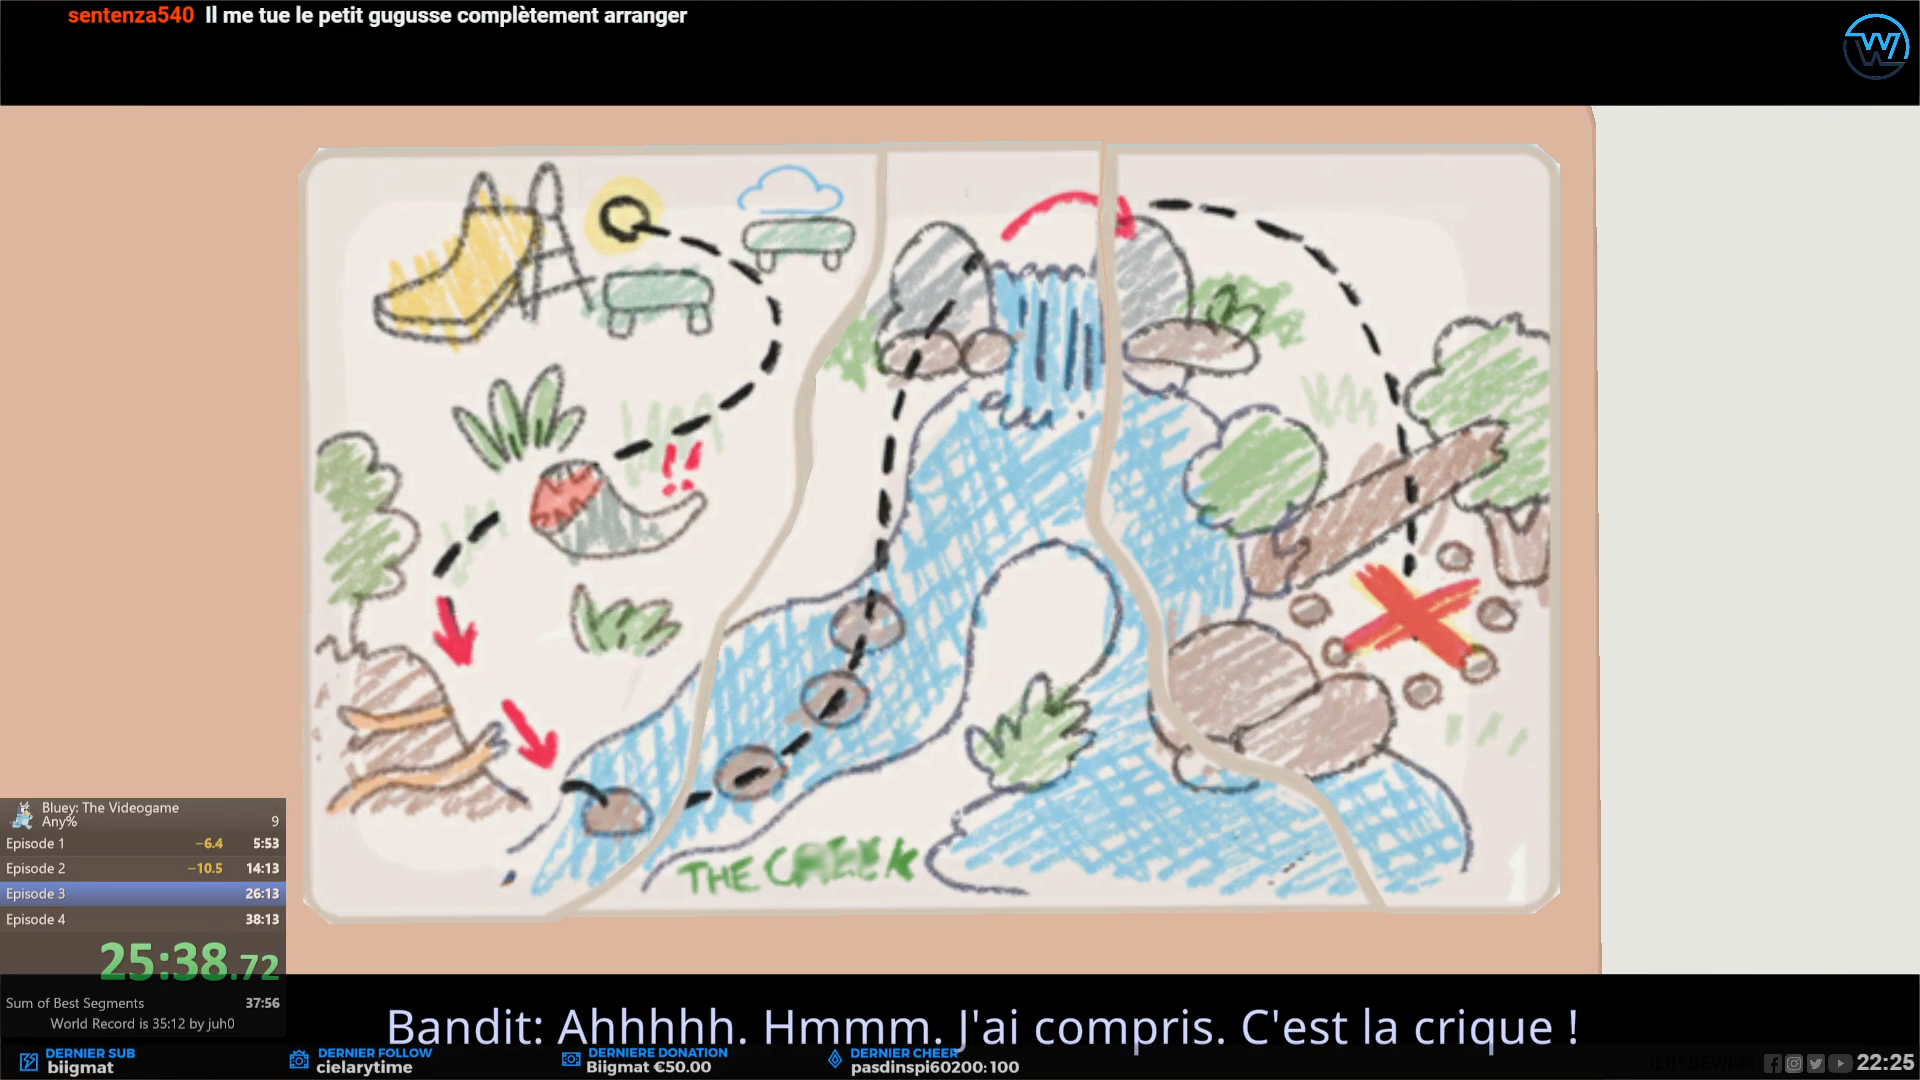 sentenza540 Il me tue le petit gugusse complètement arranger
THE CREEK
Bluey: The Videogame
Any% 9
Episode 1 −6.4 5:53
Episode 2 −10.5 14:13
Episode 3 26:13
Episode 4 38:13
25:38.72
Sum of Best Segments 37:56
World Record is 35:12 by juh0
Bandit: Ahhhhh. Hmmm. J'ai compris. C'est la crique !
DERNIER SUB
biigmat
DERNIER FOLLOW
cielarytime
DERNIERE DONATION
Biigmat €50.00
DERNIER CHEER
pasdinspi60200:100
JEUXDEWAM
22:25